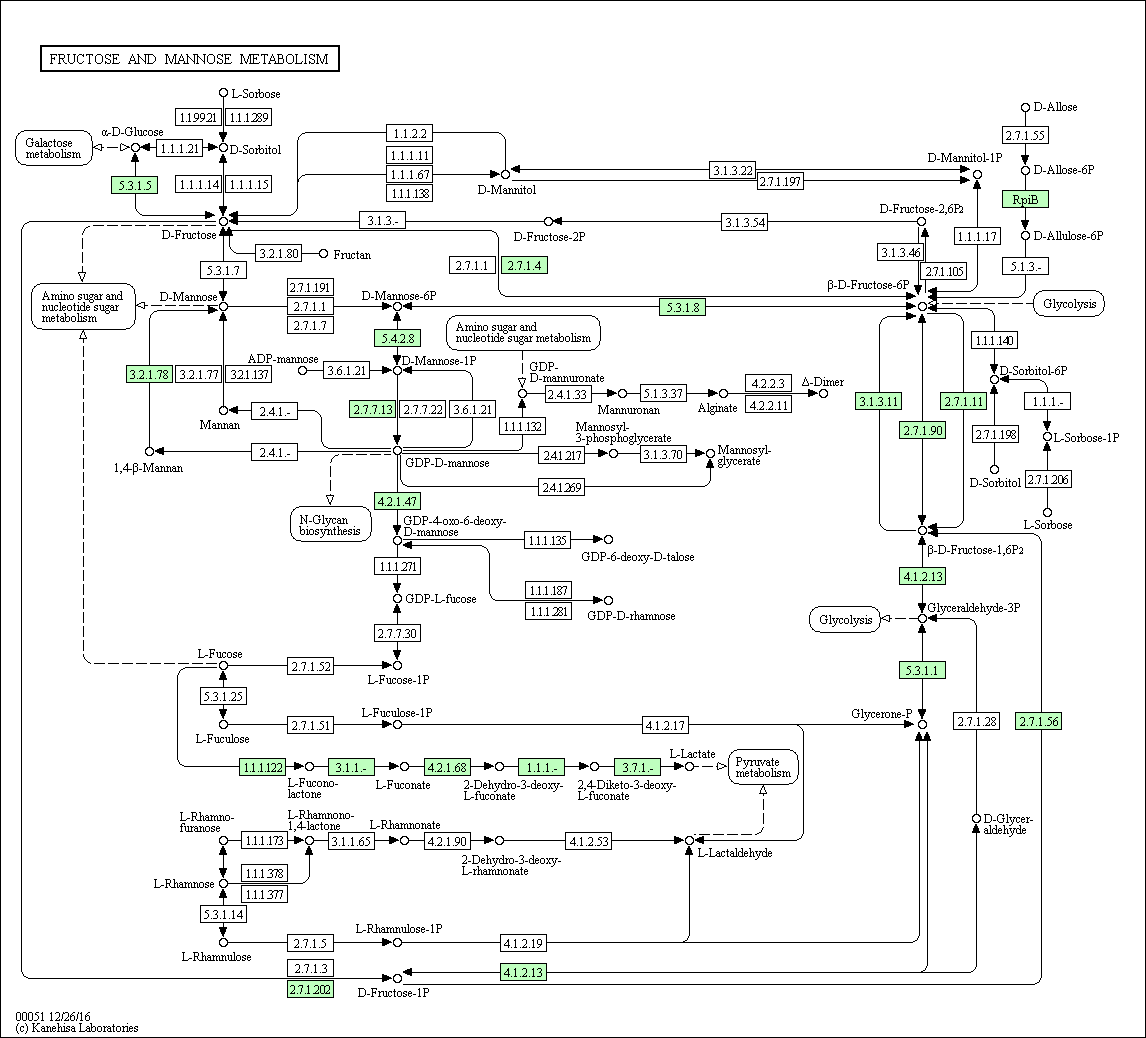 FRUCTOSE AND MANNOSE METABOLISM
L-Sorbose
1.1.99.21
1.1.1.289
Galactose
metabolism
α-D-Glucose
1.1.1.21
D-Sorbitol
5.3.1.5
1.1.1.14
1.1.1.15
1.1.2.2
1.1.1.11
1.1.1.67
1.1.1.138
D-Mannitol
3.1.3.22
2.7.1.197
D-Mannitol-1P
D-Allose
2.7.1.55
D-Allose-6P
RpiB
D-Allulose-6P
5.1.3.-
1.1.1.17
D-Fructose
3.1.3.-
D-Fructose-2P
3.1.3.54
D-Fructose-2,6P2
3.1.3.46
2.7.1.105
3.2.1.80
Fructan
5.3.1.7
2.7.1.1
2.7.1.4
β-D-Fructose-6P
Glycolysis
Amino sugar and
nucleotide sugar
metabolism
D-Mannose
2.7.1.191
2.7.1.1
2.7.1.7
D-Mannose-6P
5.3.1.8
5.4.2.8
Amino sugar and
nucleotide sugar metabolism
1.1.1.140
ADP-mannose
3.6.1.21
D-Mannose-1P
GDP-
D-mannuronate
3.2.1.78
3.2.1.77
3.2.1.137
2.4.1.33
Mannuronan
5.1.3.37
Alginate
4.2.2.3
4.2.2.11
Δ-Dimer
D-Sorbitol-6P
3.1.3.11
2.7.1.11
2.7.1.90
1.1.1.-
Mannan
2.4.1.-
2.7.7.13
2.7.7.22
3.6.1.21
1.1.1.132
Mannosyl-
3-phosphoglycerate
2.7.1.198
L-Sorbose-1P
1,4-β-Mannan
2.4.1.-
GDP-D-mannose
2.4.1.217
3.1.3.70
Mannosyl-
glycerate
2.4.1.269
D-Sorbitol
2.7.1.206
L-Sorbose
N-Glycan
biosynthesis
4.2.1.47
GDP-4-oxo-6-deoxy-
D-mannose
1.1.1.135
GDP-6-deoxy-D-talose
β-D-Fructose-1,6P2
1.1.1.271
4.1.2.13
GDP-L-fucose
1.1.1.187
1.1.1.281
GDP-D-rhamnose
Glycolysis
Glyceraldehyde-3P
2.7.7.30
L-Fucose
2.7.1.52
L-Fucose-1P
5.3.1.1
5.3.1.25
L-Fuculose
2.7.1.51
L-Fuculose-1P
4.1.2.17
Glycerone-P
2.7.1.28
2.7.1.56
1.1.1.122
L-Fucono-
lactone
3.1.1.-
L-Fuconate
4.2.1.68
2-Dehydro-3-deoxy-
L-fuconate
1.1.1.-
2,4-Diketo-3-deoxy-
L-fuconate
3.7.1.-
L-Lactate
Pyruvate
metabolism
L-Rhamno-
furanose
1.1.1.173
L-Rhamnono-
1,4-lactone
3.1.1.65
L-Rhamnonate
4.2.1.90
2-Dehydro-3-deoxy-
L-rhamnonate
4.1.2.53
L-Lactaldehyde
D-Glycer-
aldehyde
L-Rhamnose
1.1.1.378
1.1.1.377
5.3.1.14
L-Rhamnulose
2.7.1.5
L-Rhamnulose-1P
4.1.2.19
2.7.1.3
2.7.1.202
D-Fructose-1P
4.1.2.13
00051 12/26/16
(c) Kanehisa Laboratories